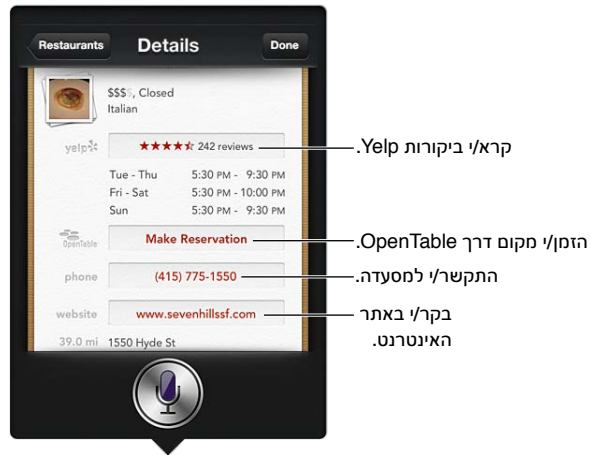 Restaurants Details Done
$$$$, Closed
Italian
yelp 242 reviews
קרא/י ביקורות Yelp.
Tue - Thu 5:30 PM - 9:30 PM
Fri - Sat 5:30 PM - 10:00 PM
Sun 5:30 PM - 9:30 PM
OpenTable Make Reservation
הזמן/י מקום דרך OpenTable.
phone (415) 775-1550
התקשר/י למסעדה.
website www.sevenhillssf.com
בקר/י באתר
האינטרנט.
39.0 mi 1550 Hyde St